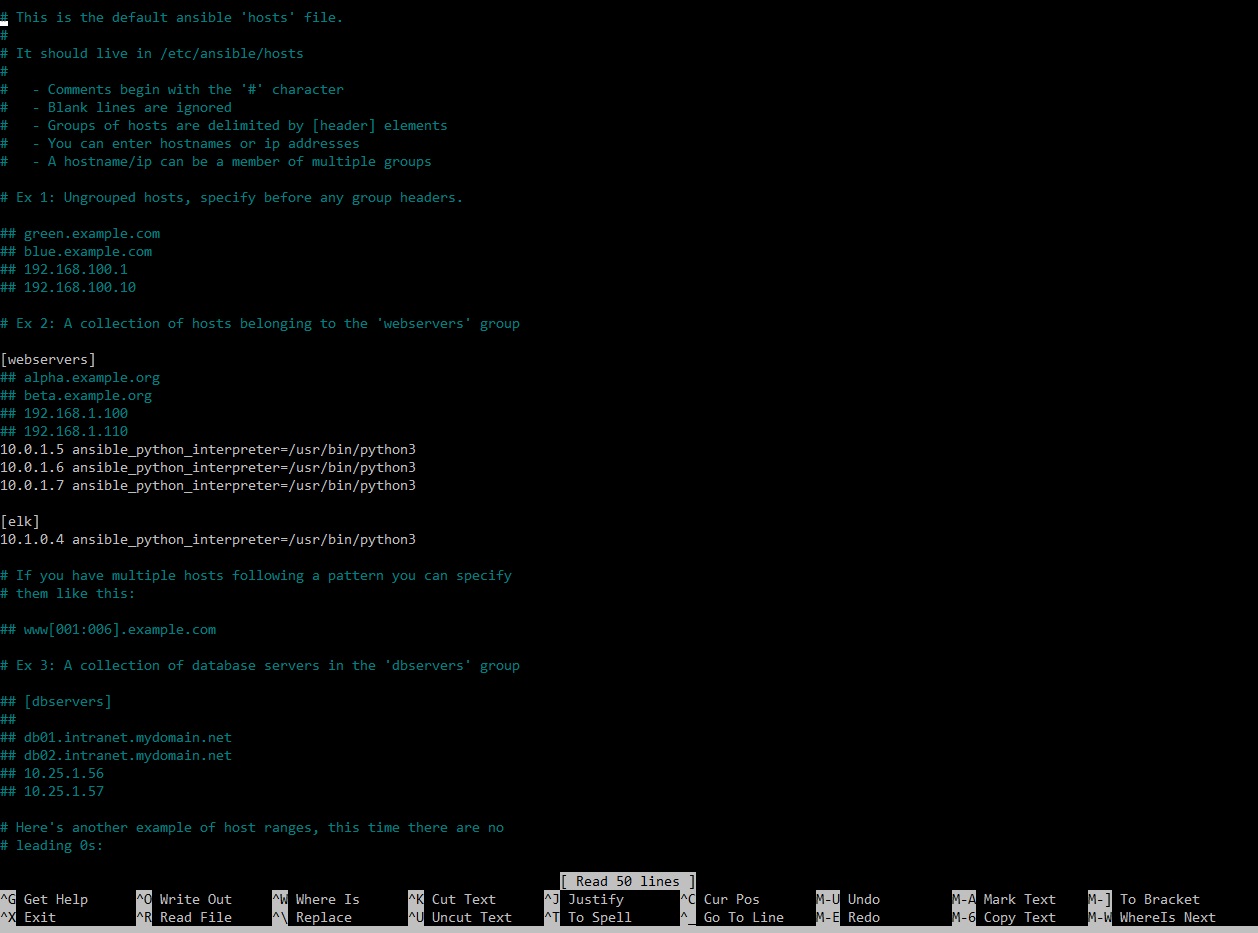 # This is the default ansible 'hosts' file.
#
# It should live in /etc/ansible/hosts
#
#   - Comments begin with the '#' character
#   - Blank lines are ignored
#   - Groups of hosts are delimited by [header] elements
#   - You can enter hostnames or ip addresses
#   - A hostname/ip can be a member of multiple groups

# Ex 1: Ungrouped hosts, specify before any group headers.

## green.example.com
## blue.example.com
## 192.168.100.1
## 192.168.100.10

# Ex 2: A collection of hosts belonging to the 'webservers' group

[webservers]
## alpha.example.org
## beta.example.org
## 192.168.1.100
## 192.168.1.110
10.0.1.5 ansible_python_interpreter=/usr/bin/python3
10.0.1.6 ansible_python_interpreter=/usr/bin/python3
10.0.1.7 ansible_python_interpreter=/usr/bin/python3

[elk]
10.1.0.4 ansible_python_interpreter=/usr/bin/python3

# If you have multiple hosts following a pattern you can specify
# them like this:

## www[001:006].example.com

# Ex 3: A collection of database servers in the 'dbservers' group

## [dbservers]
##
## db01.intranet.mydomain.net
## db02.intranet.mydomain.net
## 10.25.1.56
## 10.25.1.57

# Here's another example of host ranges, this time there are no
# leading 0s:

[ Read 50 lines ]
^G Get Help ^O Write Out ^W Where Is ^K Cut Text ^J Justify ^C Cur Pos M-U Undo M-A Mark Text M-] To Bracket
^X Exit ^R Read File ^\ Replace ^U Uncut Text ^T To Spell ^_ Go To Line M-E Redo M-6 Copy Text M-W WhereIs Next